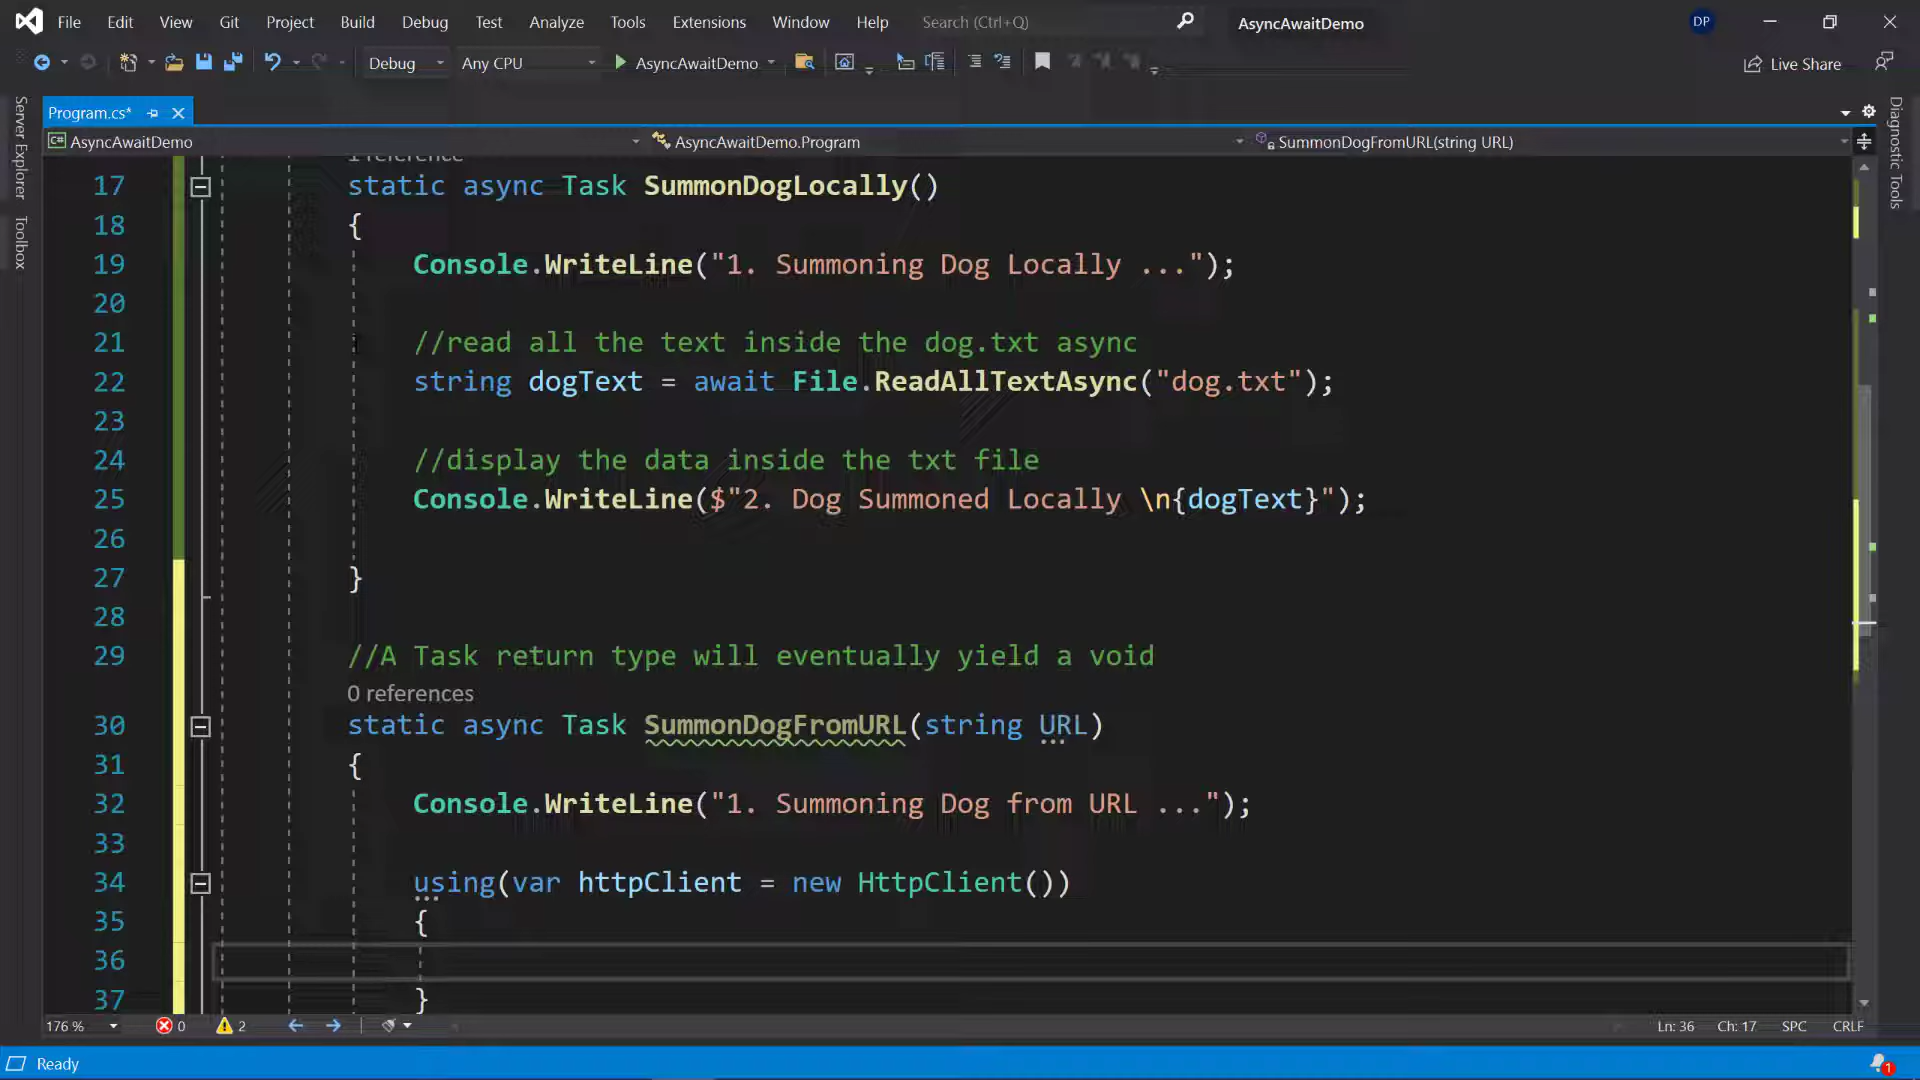 File Edit View Git Project Build Debug Test Analyze Tools Extensions Window Help Search (Ctrl+Q) AsyncAwaitDemo DP
Debug Any CPU AsyncAwaitDemo Live Share
Server Explorer
Toolbox
Diagnostic Tools
Program.cs*
C# AsyncAwaitDemo AsyncAwaitDemo.Program SummonDogFromURL(string URL)
1 reference
17 static async Task SummonDogLocally()
18 {
19 Console.WriteLine("1. Summoning Dog Locally ...");
20
21 //read all the text inside the dog.txt async
22 string dogText = await File.ReadAllTextAsync("dog.txt");
23
24 //display the data inside the txt file
25 Console.WriteLine($"2. Dog Summoned Locally \n{dogText}");
26
27 }
28
29 //A Task return type will eventually yield a void
0 references
30 static async Task SummonDogFromURL(string URL)
31 {
32 Console.WriteLine("1. Summoning Dog from URL ...");
33
34 using(var httpClient = new HttpClient())
35 {
36
37 }
176 % 0 2 Ln: 36 Ch: 17 SPC CRLF
Ready 1